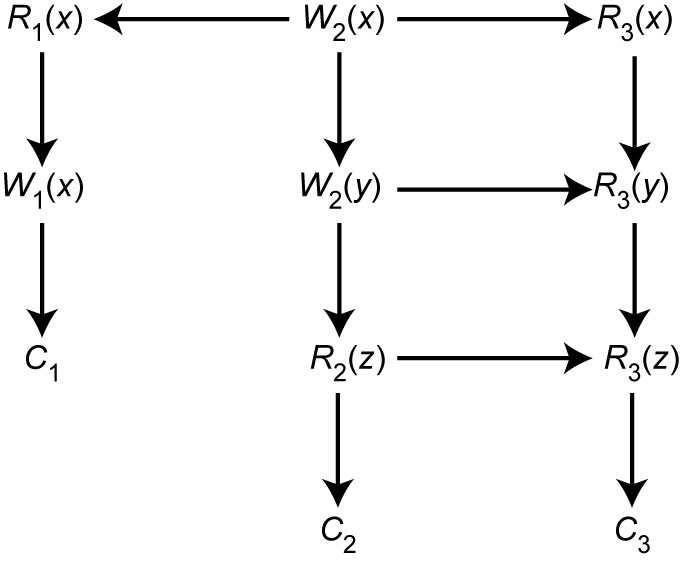 R₁(x) W₂(x) R₃(x)
W₁(x) W₂(y) R₃(y)
C₁ R₂(z) R₃(z)
C₂ C₃